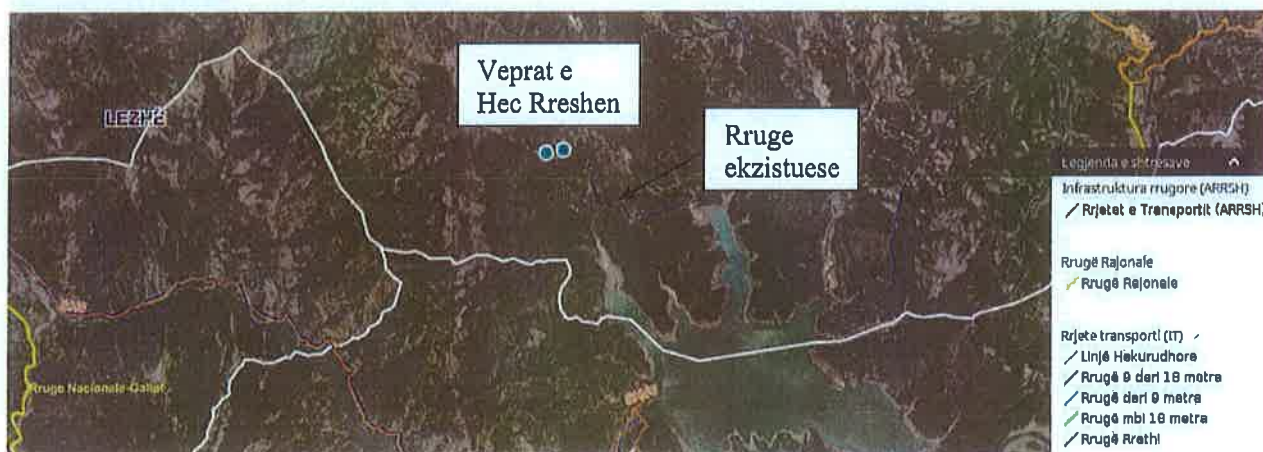 Veprat e
Hec Rreshen
LEZHË
Rruge
ekzistuese
Legjenda e shtresave
Infrastruktura rrugore (ARRSH)
Rrjetet e Transportit (ARRSH)
Rrugë Rajonale
Rrugë Rajonale
Rrjete transporti (IT)
Linjë Hekurudhore
Rrugë 9 deri 18 metra
Rrugë deri 9 metra
Rrugë mbi 18 metra
Rrugë Rrethi
Rruge Nacionale